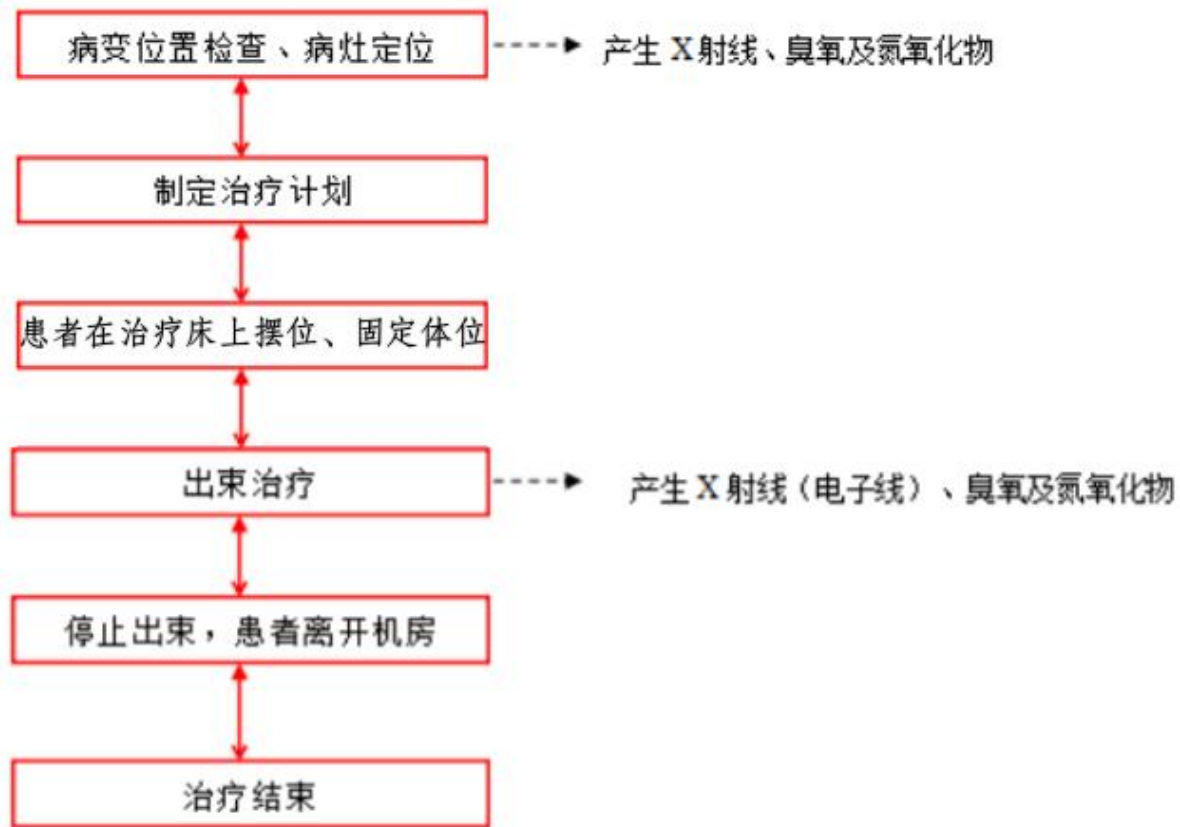 病变位置检查、病灶定位
产生 X 射线、臭氧及氮氧化物
制定治疗计划
患者在治疗床上摆位、固定体位
出束治疗
产生 X 射线（电子线）、臭氧及氮氧化物
停止出束，患者离开机房
治疗结束